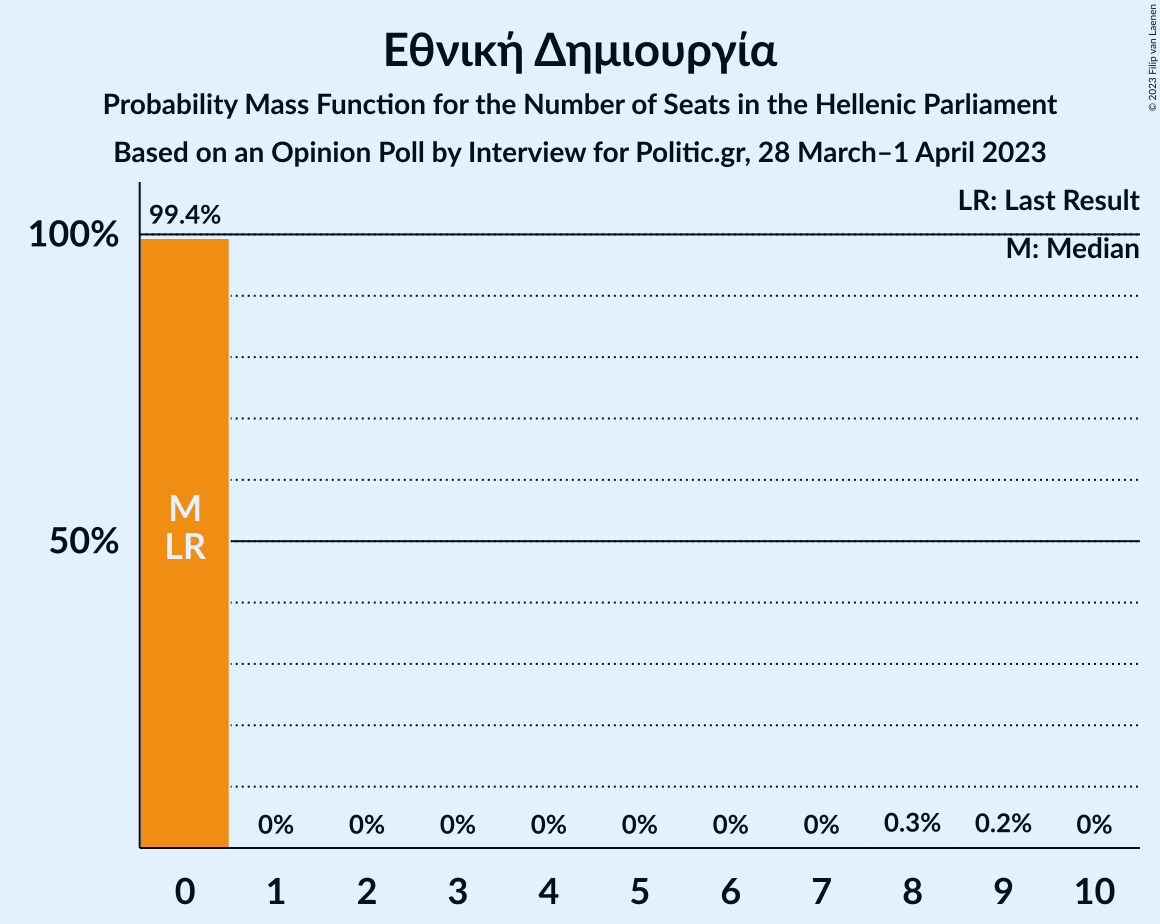 Εθνική Δημιουργία
Probability Mass Function for the Number of Seats in the Hellenic Parliament
Based on an Opinion Poll by Interview for Politic.gr, 28 March–1 April 2023
© 2023 Filip van Laenen
LR: Last Result
M: Median
99.4%
100%
50%
M
LR
0% 0% 0% 0% 0% 0% 0% 0.3% 0.2% 0%
0 1 2 3 4 5 6 7 8 9 10